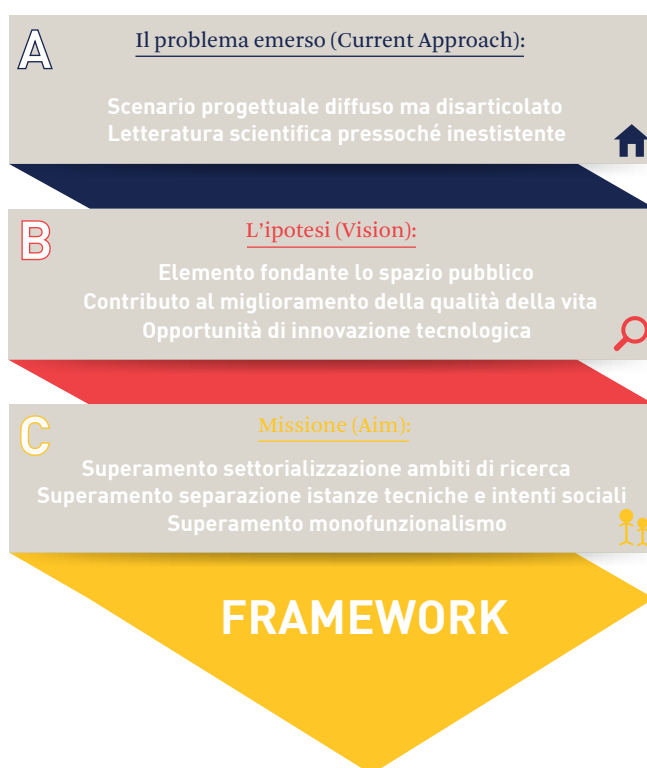 A
Il problema emerso (Current Approach):
Scenario progettuale diffuso ma disarticolato
Letteratura scientifica pressoché inestistente
B
L'ipotesi (Vision):
Elemento fondante lo spazio pubblico
Contributo al miglioramento della qualità della vita
Opportunità di innovazione tecnologica
C
Missione (Aim):
Superamento settorializzazione ambiti di ricerca
Superamento separazione istanze tecniche e intenti sociali
Superamento monofunzionalismo
FRAMEWORK